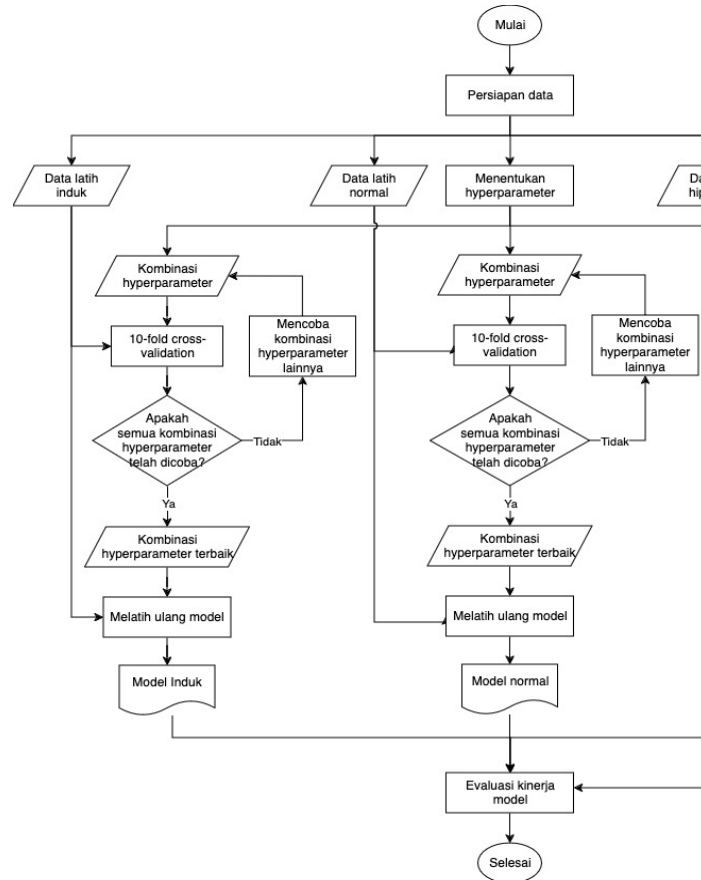 Mulai
Persiapan data
Data latih
induk
Data latih
normal
Menentukan
hyperparameter
Kombinasi
hyperparameter
10-fold cross-
validation
Mencoba
kombinasi
hyperparameter
lainnya
Apakah
semua kombinasi
hyperparameter
telah dicoba?
Tidak
Ya
Kombinasi
hyperparameter terbaik
Melatih ulang model
Model Induk
Kombinasi
hyperparameter
10-fold cross-
validation
Mencoba
kombinasi
hyperparameter
lainnya
Apakah
semua kombinasi
hyperparameter
telah dicoba?
Tidak
Ya
Kombinasi
hyperparameter terbaik
Melatih ulang model
Model normal
Evaluasi kinerja
model
Selesai